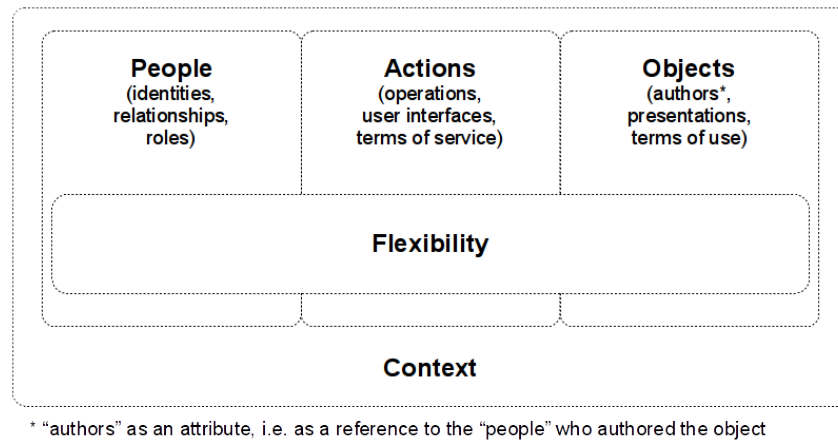 People
(identities,
relationships,
roles)
Actions
(operations,
user interfaces,
terms of service)
Objects
(authors*,
presentations,
terms of use)
Flexibility
Context
* “authors” as an attribute, i.e. as a reference to the “people” who authored the object